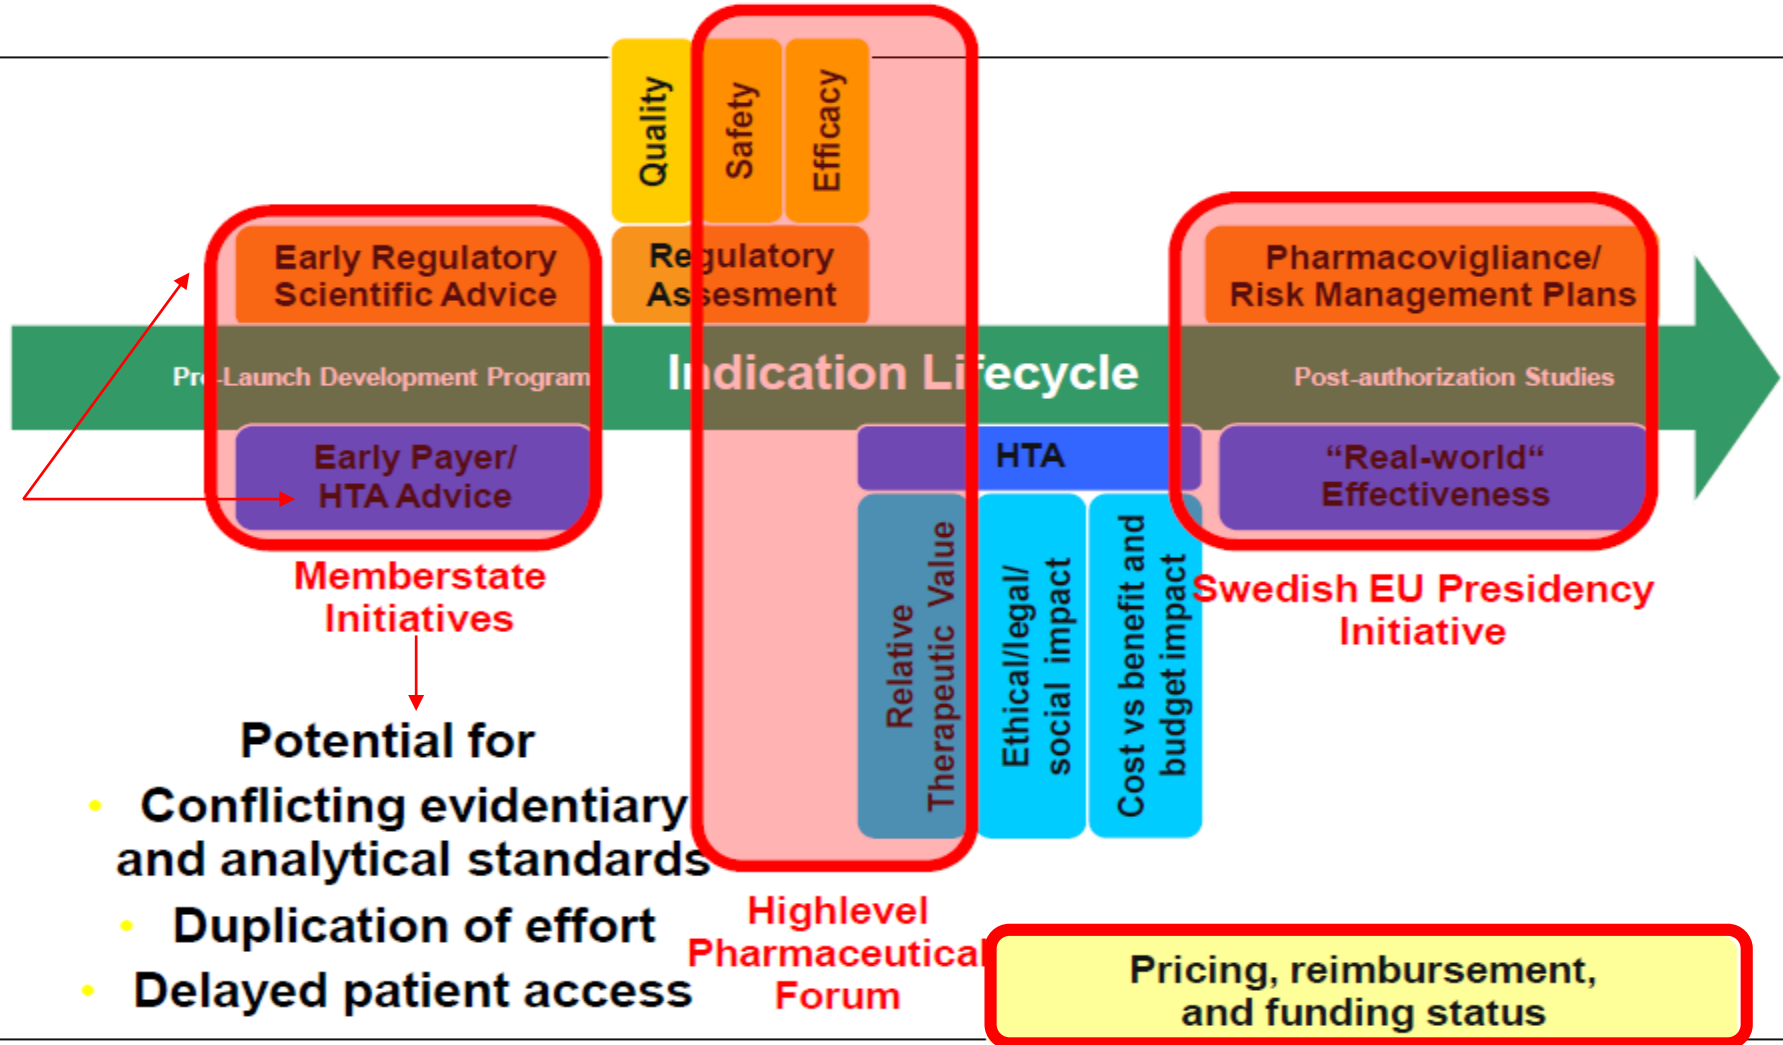 Quality
Safety
Efficacy
Early Regulatory
Scientific Advice
Regulatory
Assesment
Pharmacovigliance/
Risk Management Plans
Pre-Launch Development Program
Indication Lifecycle
Post-authorization Studies
Early Payer/
HTA Advice
HTA
“Real-world“
Effectiveness
Relative
Therapeutic Value
Ethical/legal/
social impact
Cost vs benefit and
budget impact
Memberstate
Initiatives
Swedish EU Presidency
Initiative
Potential for
• Conflicting evidentiary
and analytical standards
• Duplication of effort
• Delayed patient access
Highlevel
Pharmaceutical
Forum
Pricing, reimbursement,
and funding status